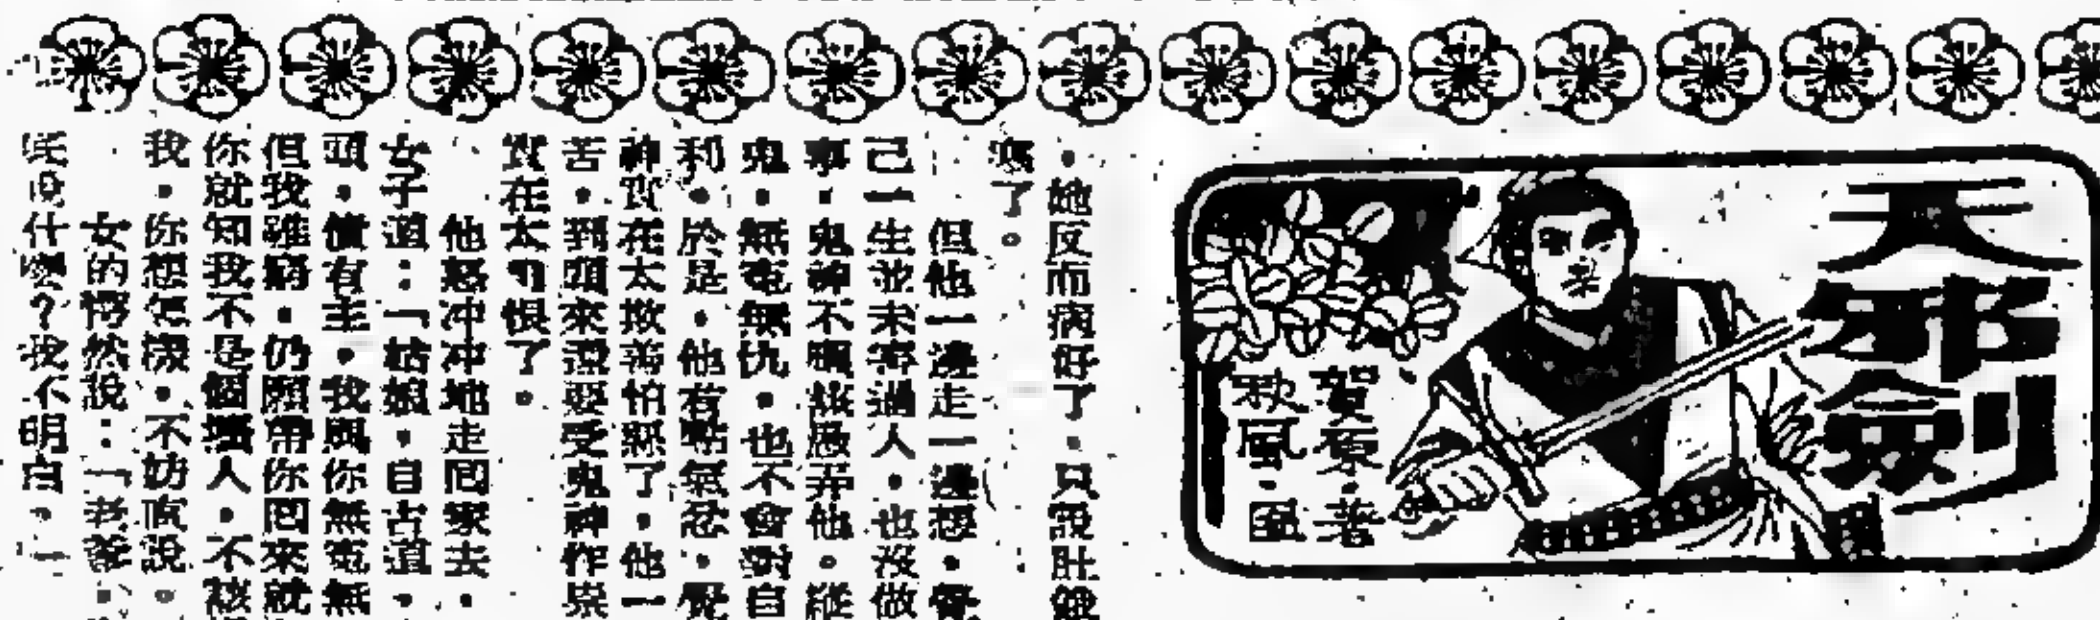 天邪劍
賀原·著
秋風·圖
，她反而病好了，只說肚餓
了。
但他一邊走一邊想，覺
己一生並未害過人，也沒做
事，鬼神不應該愚弄他。縱
鬼，無冤無仇，也不會對自
利。於是，他有點氣忿，覺
神實在太欺善怕惡了，他一
苦，到頭來還要受鬼神作祟
實在太可恨了。
他怒冲冲地走回家去，
女子道：「姑娘，自古道，
頭，債有主，我與你無冤無
但我雖窮，仍願帶你回來就
你就知我不是個壞人，不該
我，你想怎樣，不妨直說。
女的愕然說：「老爹，
說什麼？我不明白，